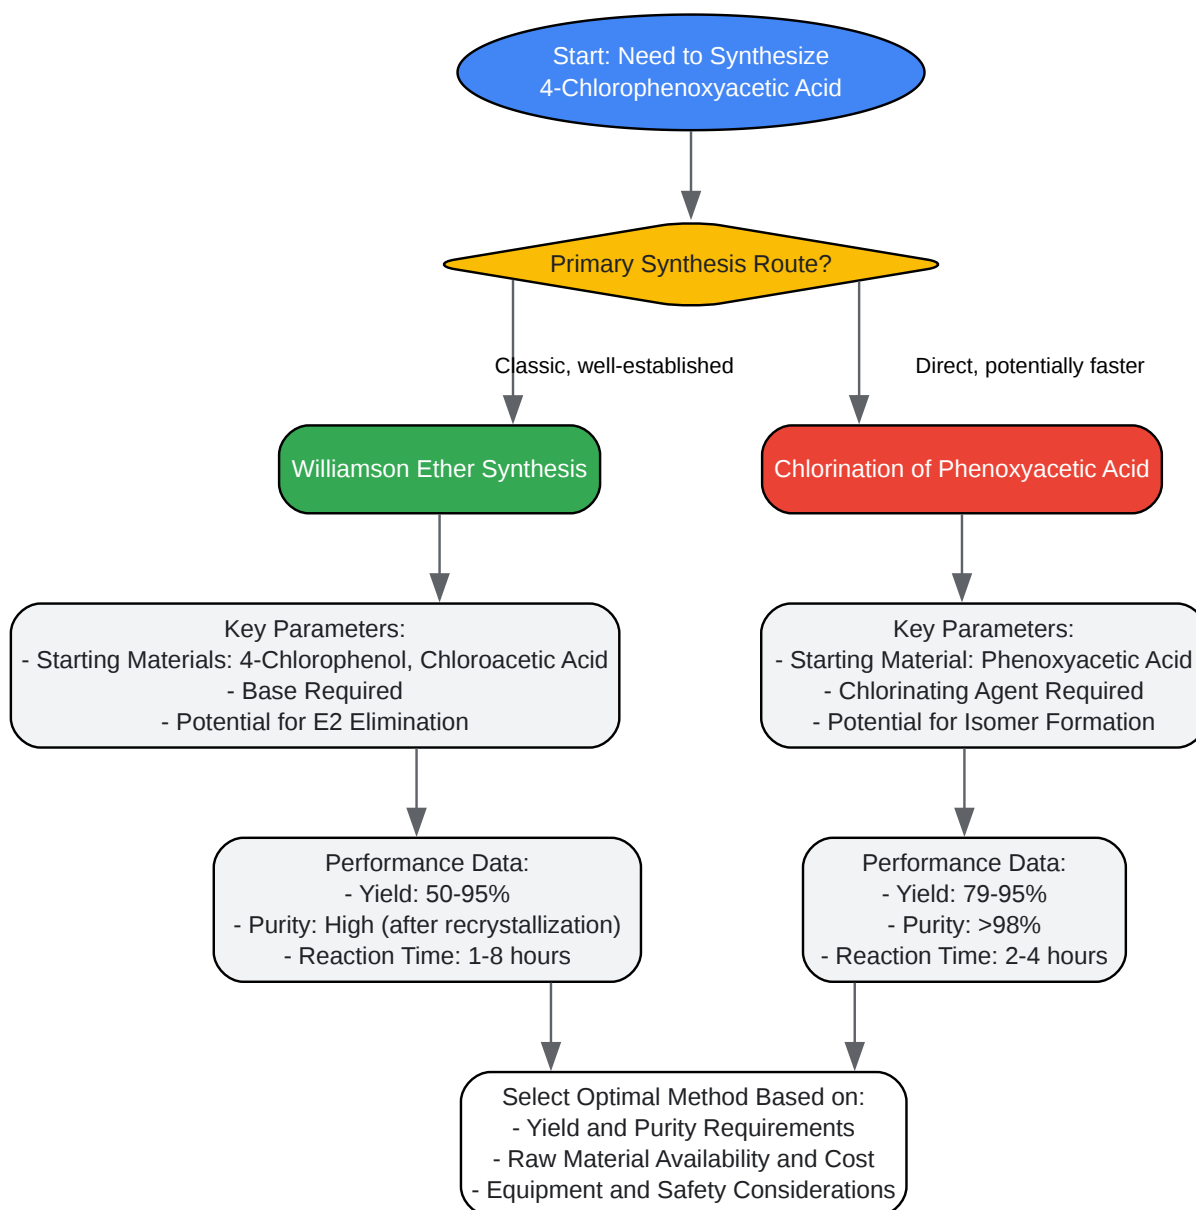 Start: Need to Synthesize
4-Chlorophenoxyacetic Acid
Primary Synthesis Route?
Classic, well-established
Direct, potentially faster
Williamson Ether Synthesis
Chlorination of Phenoxyacetic Acid
Key Parameters:
- Starting Materials: 4-Chlorophenol, Chloroacetic Acid
- Base Required
- Potential for E2 Elimination
Key Parameters:
- Starting Material: Phenoxyacetic Acid
- Chlorinating Agent Required
- Potential for Isomer Formation
Performance Data:
- Yield: 50-95%
- Purity: High (after recrystallization)
- Reaction Time: 1-8 hours
Performance Data:
- Yield: 79-95%
- Purity: >98%
- Reaction Time: 2-4 hours
Select Optimal Method Based on:
- Yield and Purity Requirements
- Raw Material Availability and Cost
- Equipment and Safety Considerations